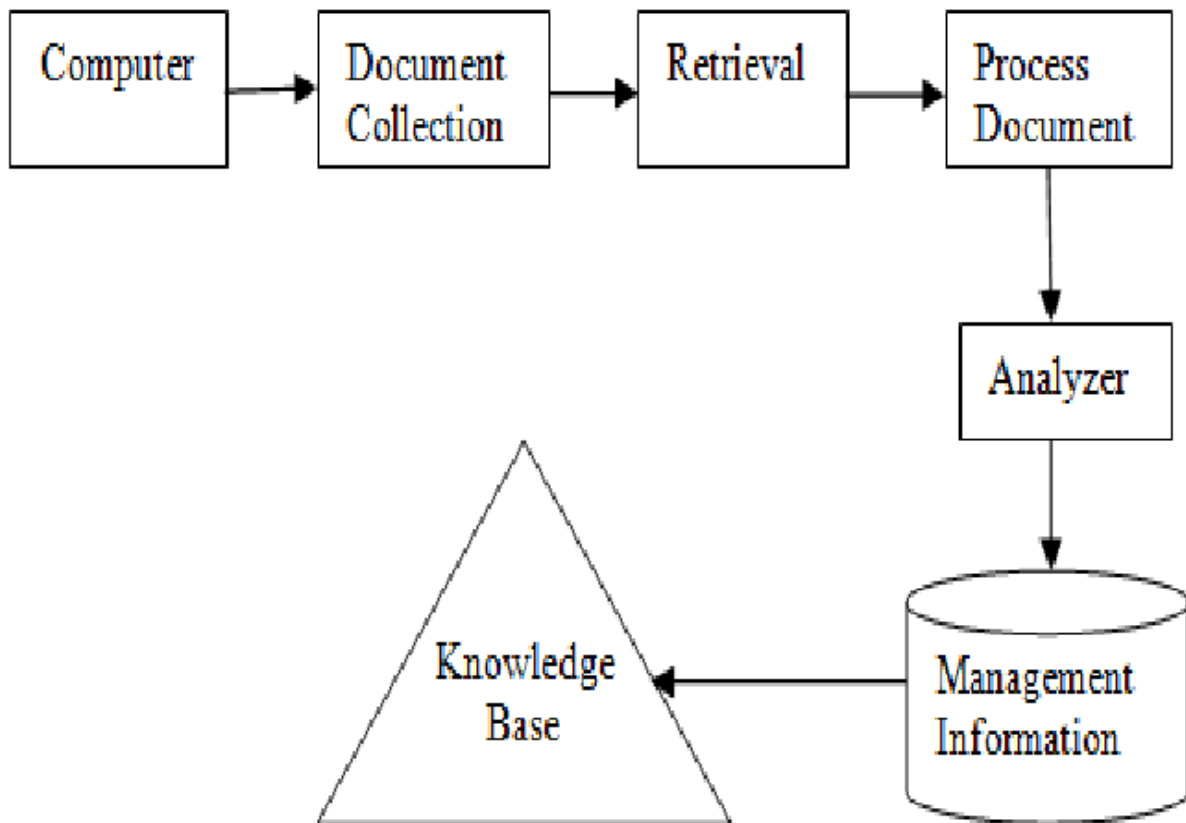 Computer
Document
Collection
Retrieval
Process
Document
Analyzer
Management
Information
Knowledge
Base